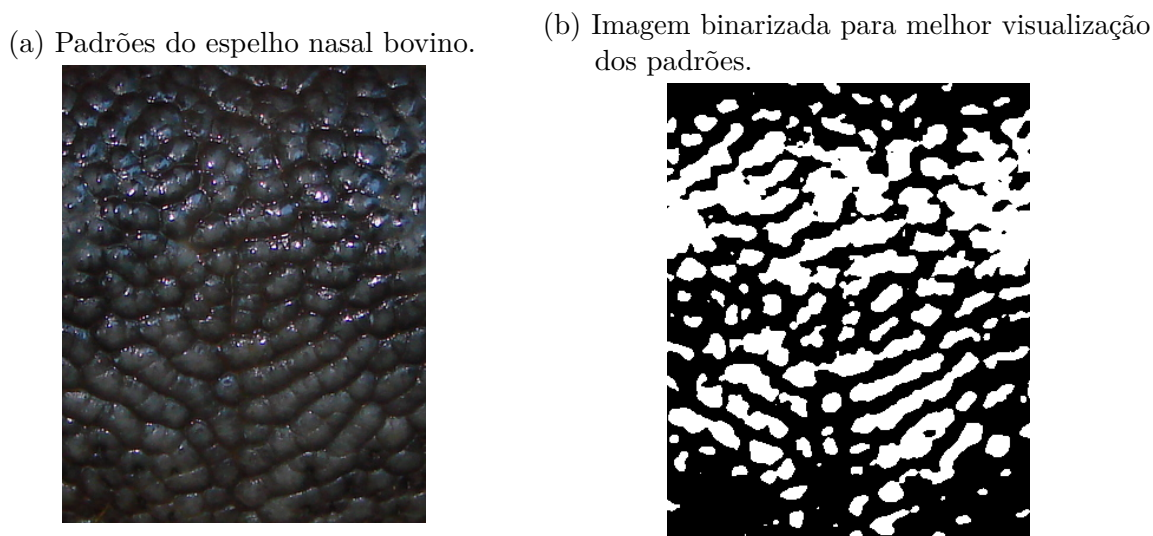 (a) Padrões do espelho nasal bovino.
(b) Imagem binarizada para melhor visualização
dos padrões.